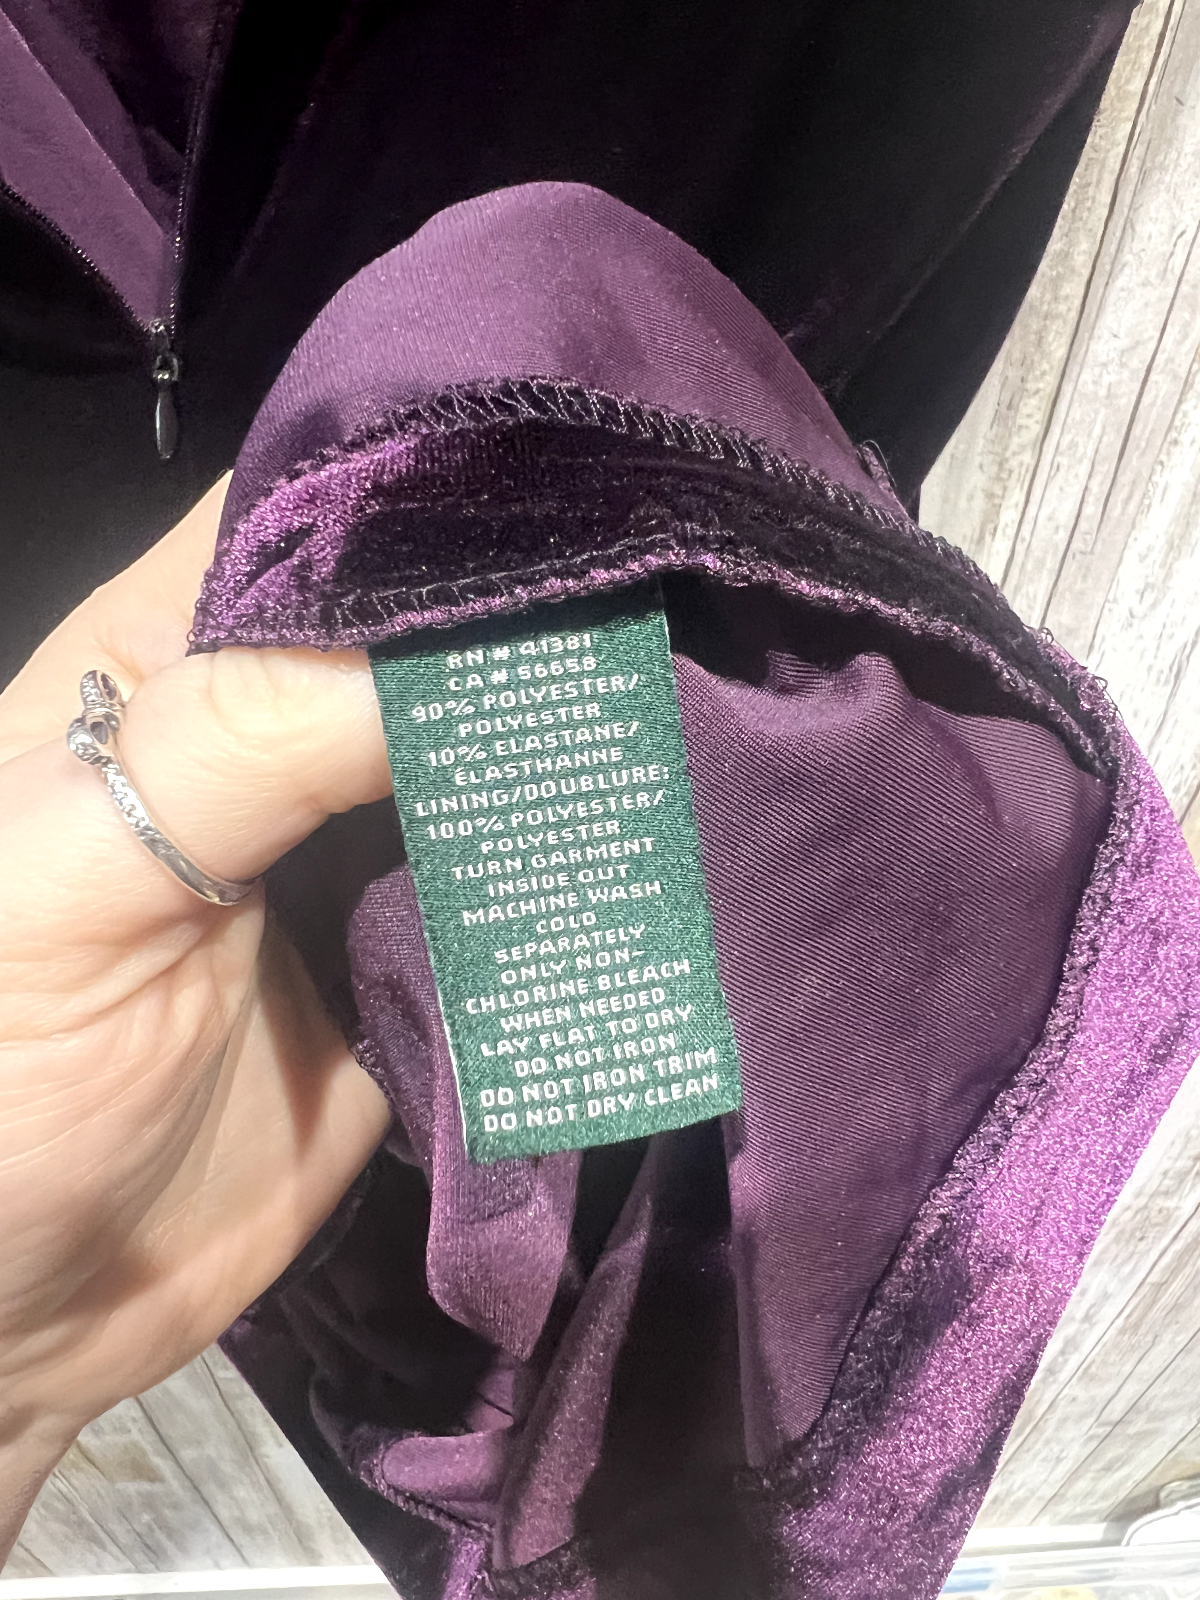 RN # 41381
CA # 56658
90% POLYESTER/
POLYESTER
10% ELASTANE/
ÉLASTHANNE
LINING/DOUBLURE:
100% POLYESTER/
POLYESTER
TURN GARMENT
INSIDE OUT
MACHINE WASH
COLD
SEPARATELY
ONLY NON-
CHLORINE BLEACH
WHEN NEEDED
LAY FLAT TO DRY
DO NOT IRON
DO NOT IRON TRIM
DO NOT DRY CLEAN